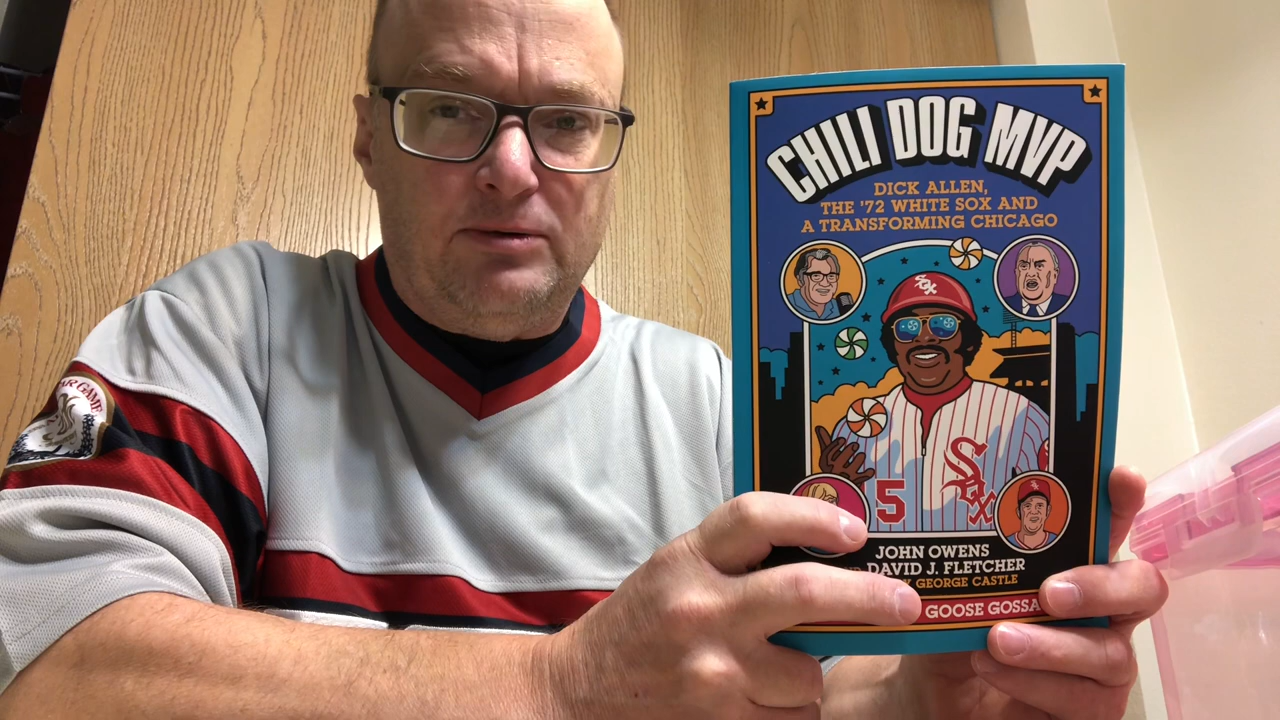 CHILI DOG MVP
DICK ALLEN,
THE '72 WHITE SOX AND
A TRANSFORMING CHICAGO
SOX
SOX
5
JOHN OWENS
DAVID J. FLETCHER
GEORGE CASTLE
GOOSE GOSSA
GAME